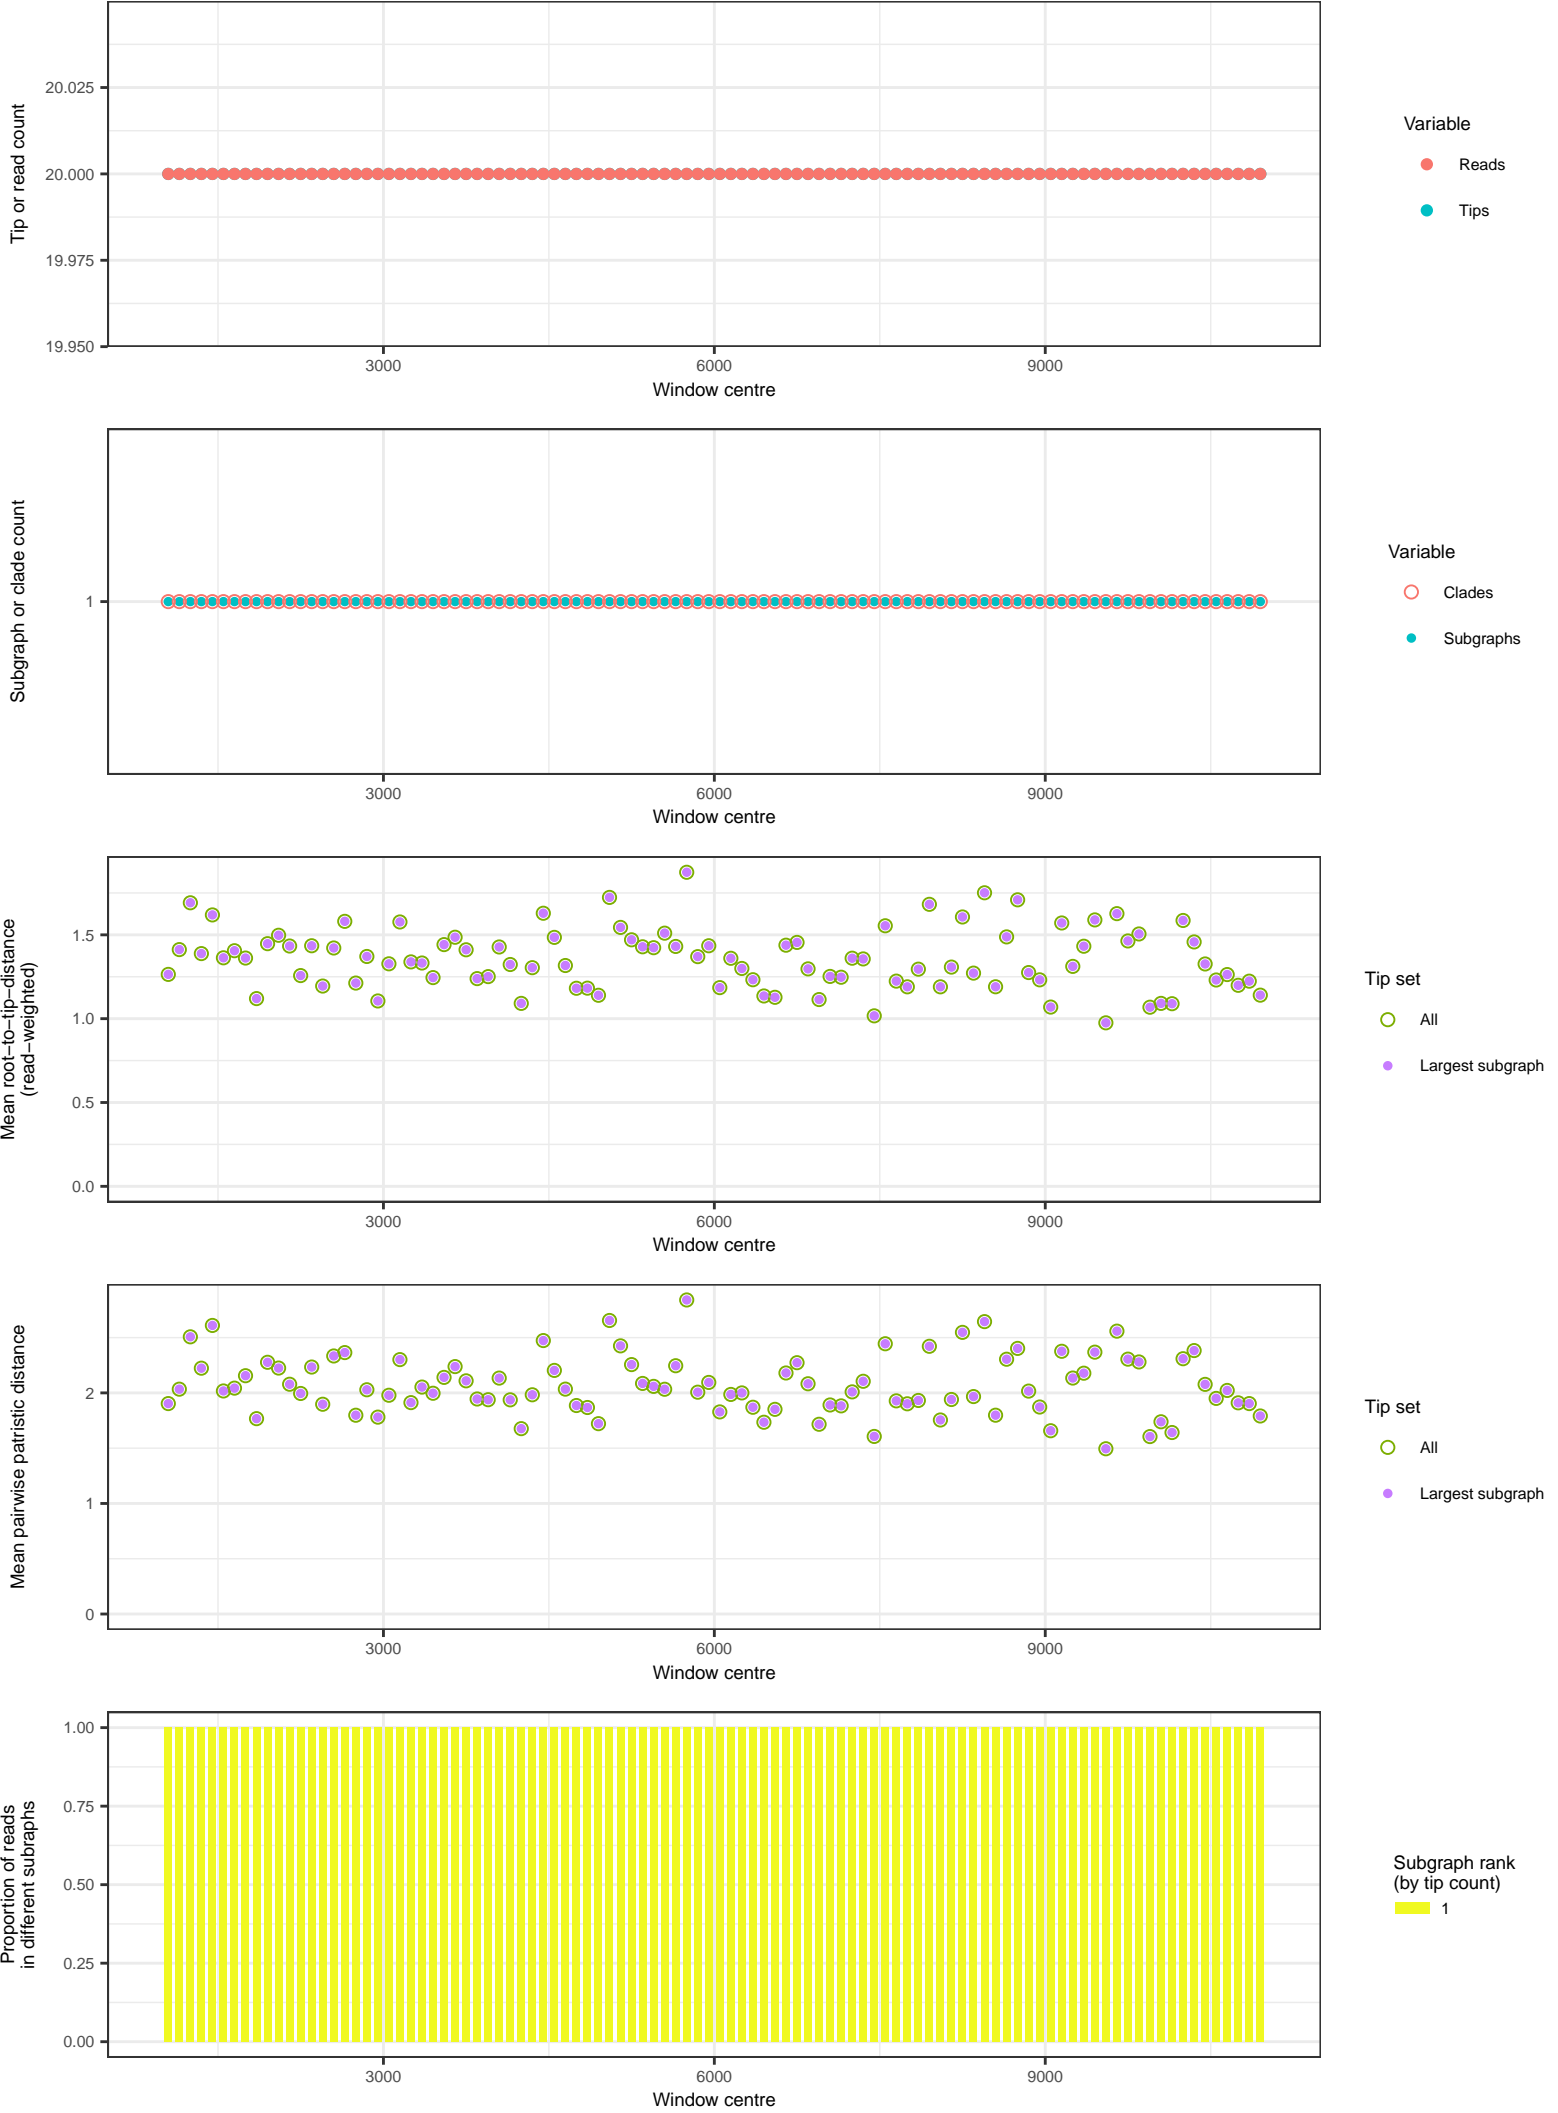 20.025
20.000
19.975
19.950
Tip or read count
3000
6000
9000
Window centre
Variable
Reads
Tips
1
Subgraph or clade count
3000
6000
9000
Window centre
Variable
Clades
Subgraphs
1.5
1.0
0.5
0.0
Mean root−to−tip−distance
(read−weighted)
3000
6000
9000
Window centre
Tip set
All
Largest subgraph
2
1
0
Mean pairwise patristic distance
3000
6000
9000
Window centre
Tip set
All
Largest subgraph
1.00
0.75
0.50
0.25
0.00
Proportion of reads
in different subraphs
3000
6000
9000
Window centre
Subgraph rank
(by tip count)
1